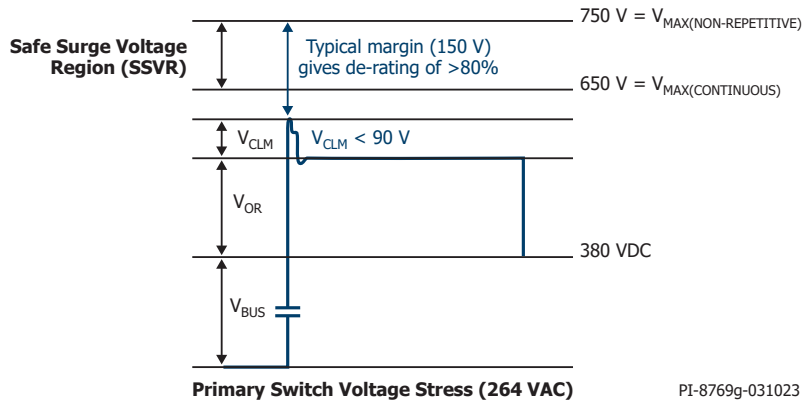 750 V = VMAX(NON-REPETITIVE)
Safe Surge Voltage
Region (SSVR)
Typical margin (150 V)
gives de-rating of >80%
650 V = VMAX(CONTINUOUS)
VCLM
VCLM < 90 V
VOR
380 VDC
VBUS
Primary Switch Voltage Stress (264 VAC)
PI-8769g-031023